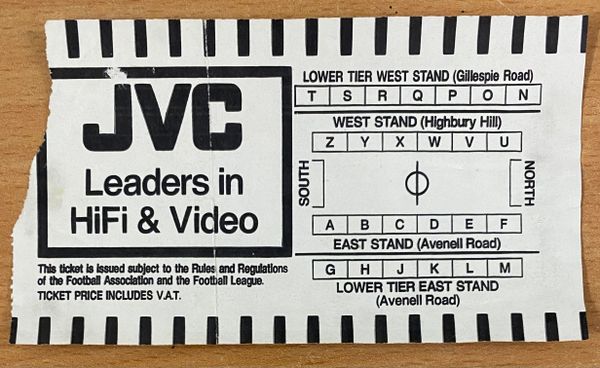 JVC
Leaders in
HiFi & Video
This ticket is issued subject to the Rules and Regulations
of the Football Association and the Football League.
TICKET PRICE INCLUDES V.A.T.
LOWER TIER WEST STAND (Gillespie Road)
T S R Q P O N
WEST STAND (Highbury Hill)
Z Y X W V U
SOUTH
NORTH
A B C D E F
EAST STAND (Avenell Road)
G H J K L M
LOWER TIER EAST STAND
(Avenell Road)